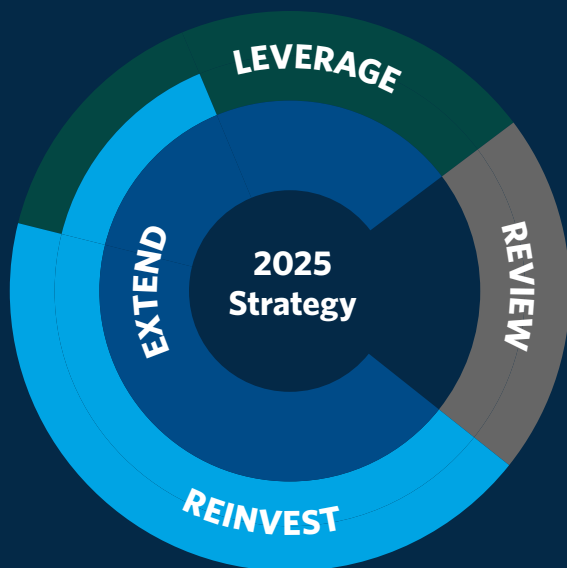 LEVERAGE
REVIEW
EXTEND
2025
Strategy
REINVEST